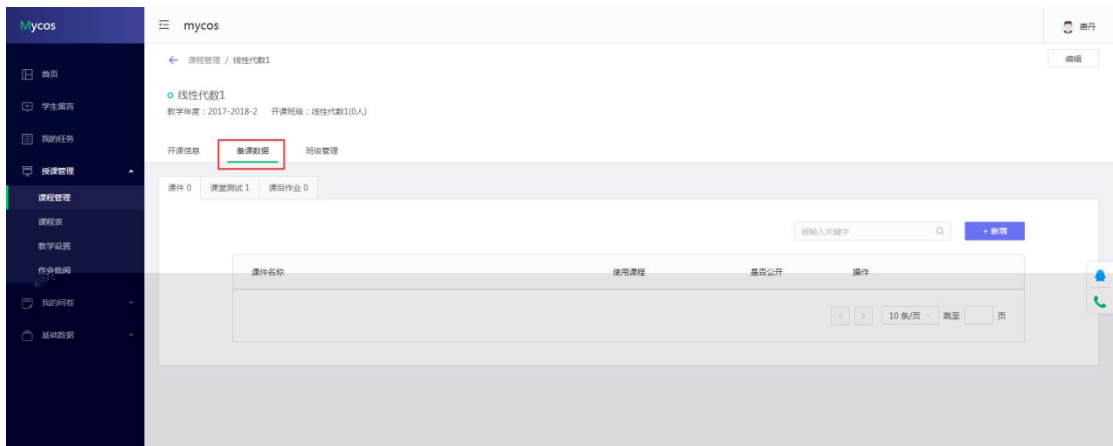 Mycos
mycos
唐丹
首页
学生留言
我的任务
授课管理
课程管理
课程表
教学设置
作业批阅
我的问卷
基础数据
课程管理 / 线性代数1
编辑
线性代数1
教学年度：2017-2018-2 开课班级：线性代数1(0人)
开课信息 备课数据 班级管理
课件 0 课堂测试 1 课后作业 0
请输入关键字
+ 新增
课件名称 使用课程 是否公开 操作
< > 10 条/页 跳至 页